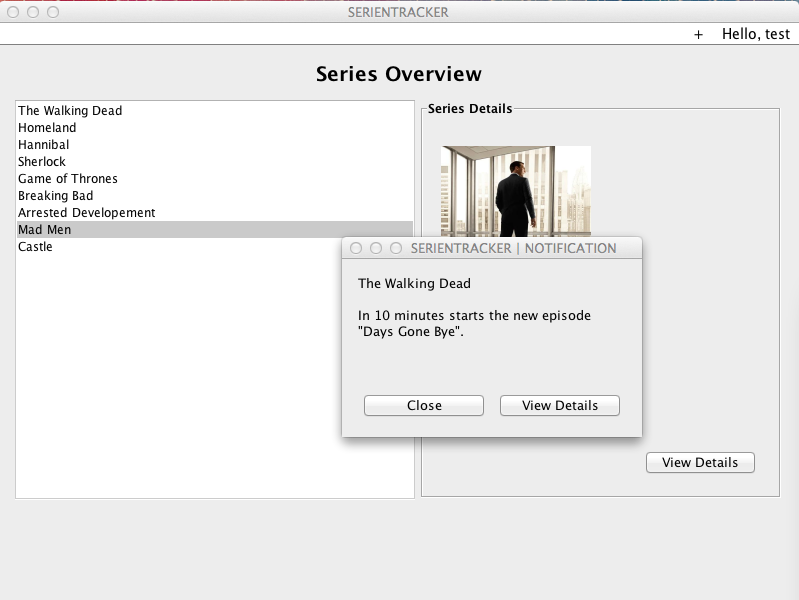 SERIENTRACKER
+ Hello, test
Series Overview
The Walking Dead
Homeland
Hannibal
Sherlock
Game of Thrones
Breaking Bad
Arrested Developement
Mad Men
Castle
Series Details
SERIENTRACKER | NOTIFICATION
The Walking Dead
In 10 minutes starts the new episode
"Days Gone Bye".
Close
View Details
View Details